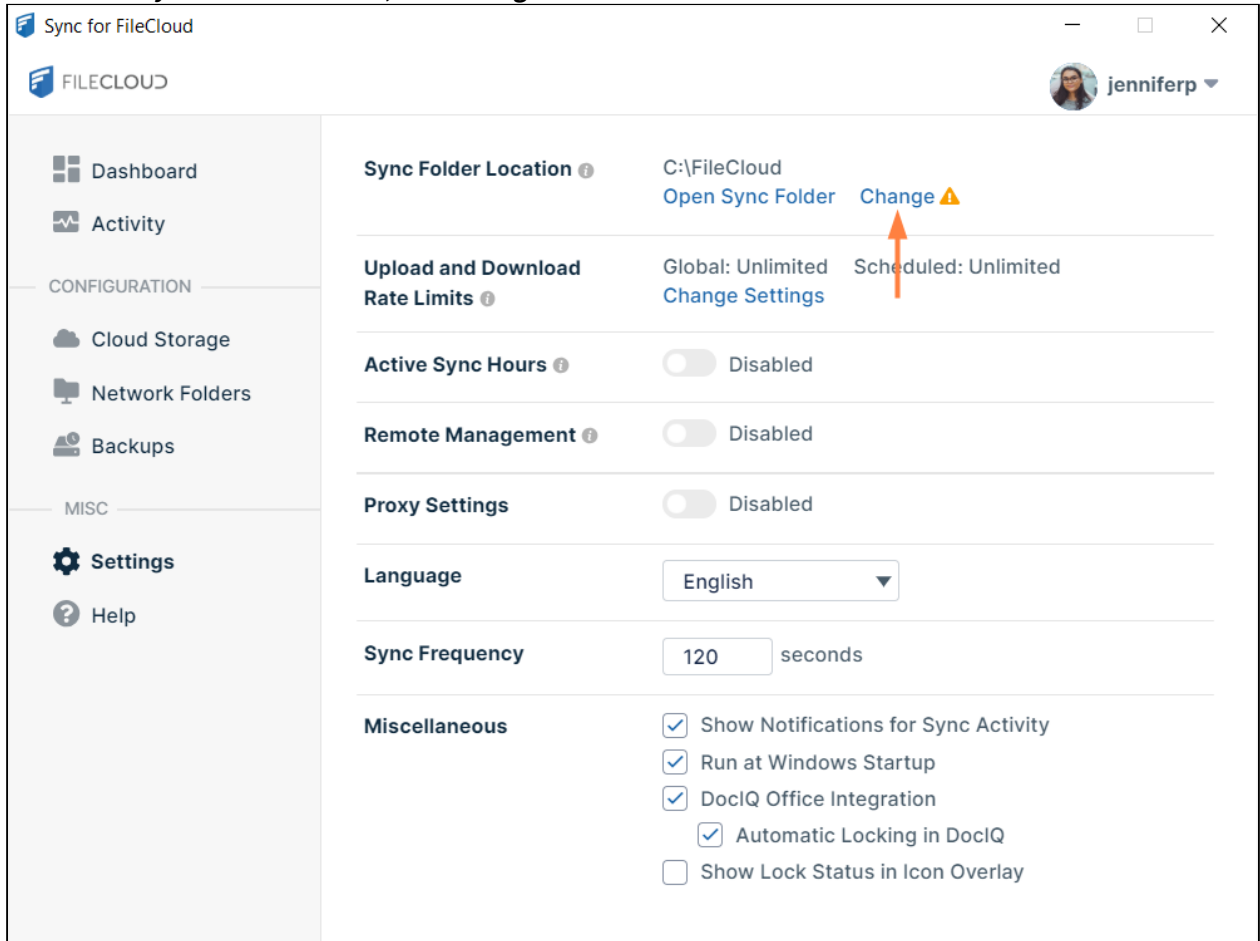 Sync for FileCloud
FILECLOUD
jenniferp
Dashboard
Activity
CONFIGURATION
Cloud Storage
Network Folders
Backups
MISC
Settings
Help
Sync Folder Location
C:\FileCloud
Open Sync Folder Change
Upload and Download
Rate Limits
Global: Unlimited Scheduled: Unlimited
Change Settings
Active Sync Hours
Disabled
Remote Management
Disabled
Proxy Settings
Disabled
Language
English
Sync Frequency
120 seconds
Miscellaneous
Show Notifications for Sync Activity
Run at Windows Startup
DocIQ Office Integration
Automatic Locking in DocIQ
Show Lock Status in Icon Overlay